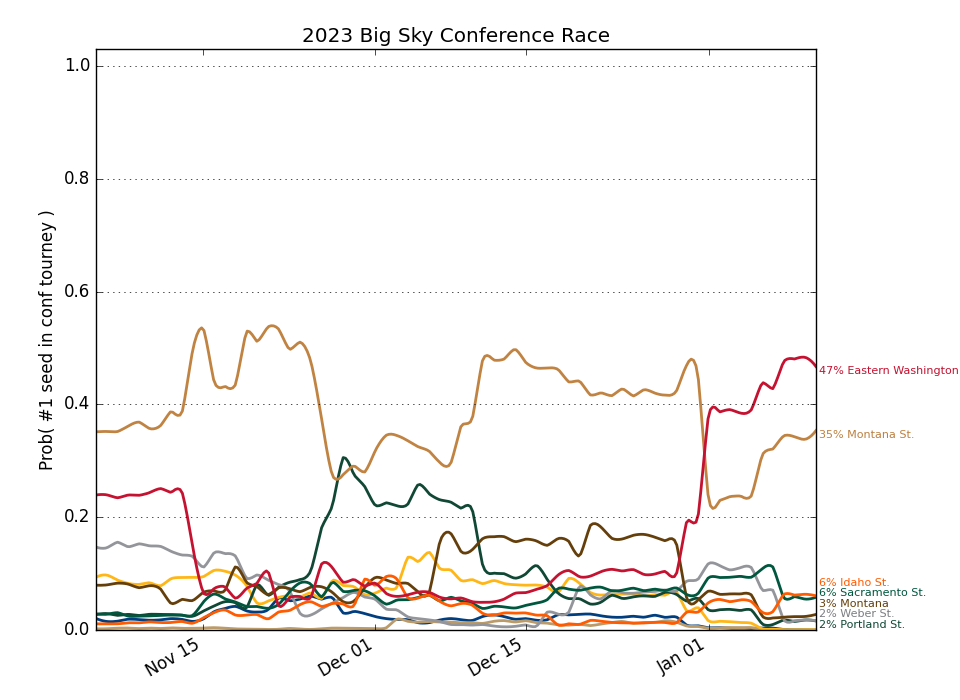 2023 Big Sky Conference Race
Prob( #1 seed in conf tourney )
1.0
0.8
0.6
0.4
0.2
0.0
Nov 15
Dec 01
Dec 15
Jan 01
47% Eastern Washington
35% Montana St.
6% Idaho St.
6% Sacramento St.
3% Montana
2% Weber St.
2% Portland St.